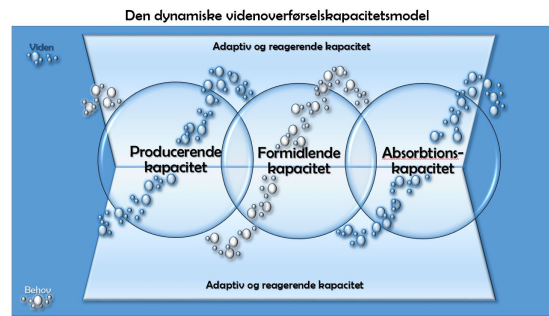 Den dynamiske videnoverførselskapacitetsmodel
Viden
Adaptiv og reagerende kapacitet
Producerende
kapacitet
Formidlende
kapacitet
Absorbtions-
kapacitet
Adaptiv og reagerende kapacitet
Behov